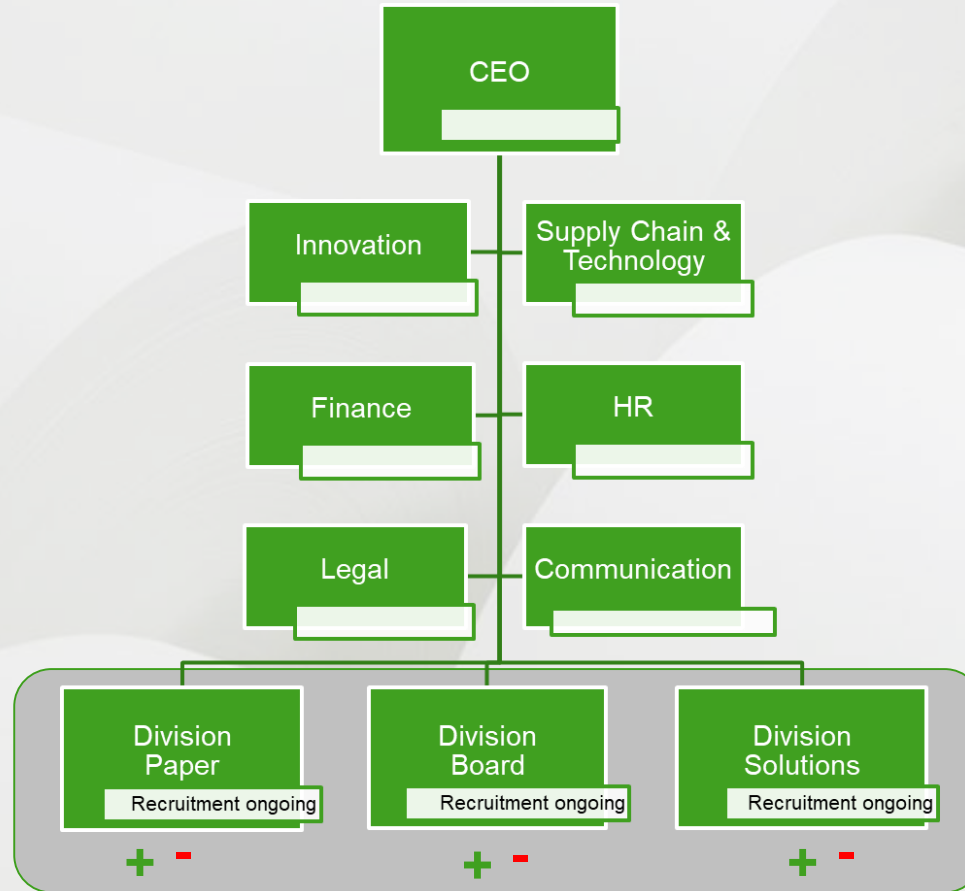 CEO
Innovation
Supply Chain &
Technology
Finance
HR
Legal
Communication
Division
Paper
Recruitment ongoing
Division
Board
Recruitment ongoing
Division
Solutions
Recruitment ongoing
+ -
+ -
+ -